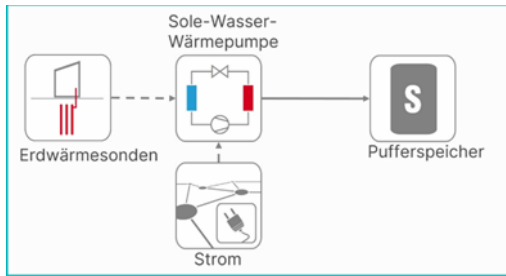 Sole-Wasser-
Wärmepumpe
S
Erdwärmesonden
Pufferspeicher
Strom